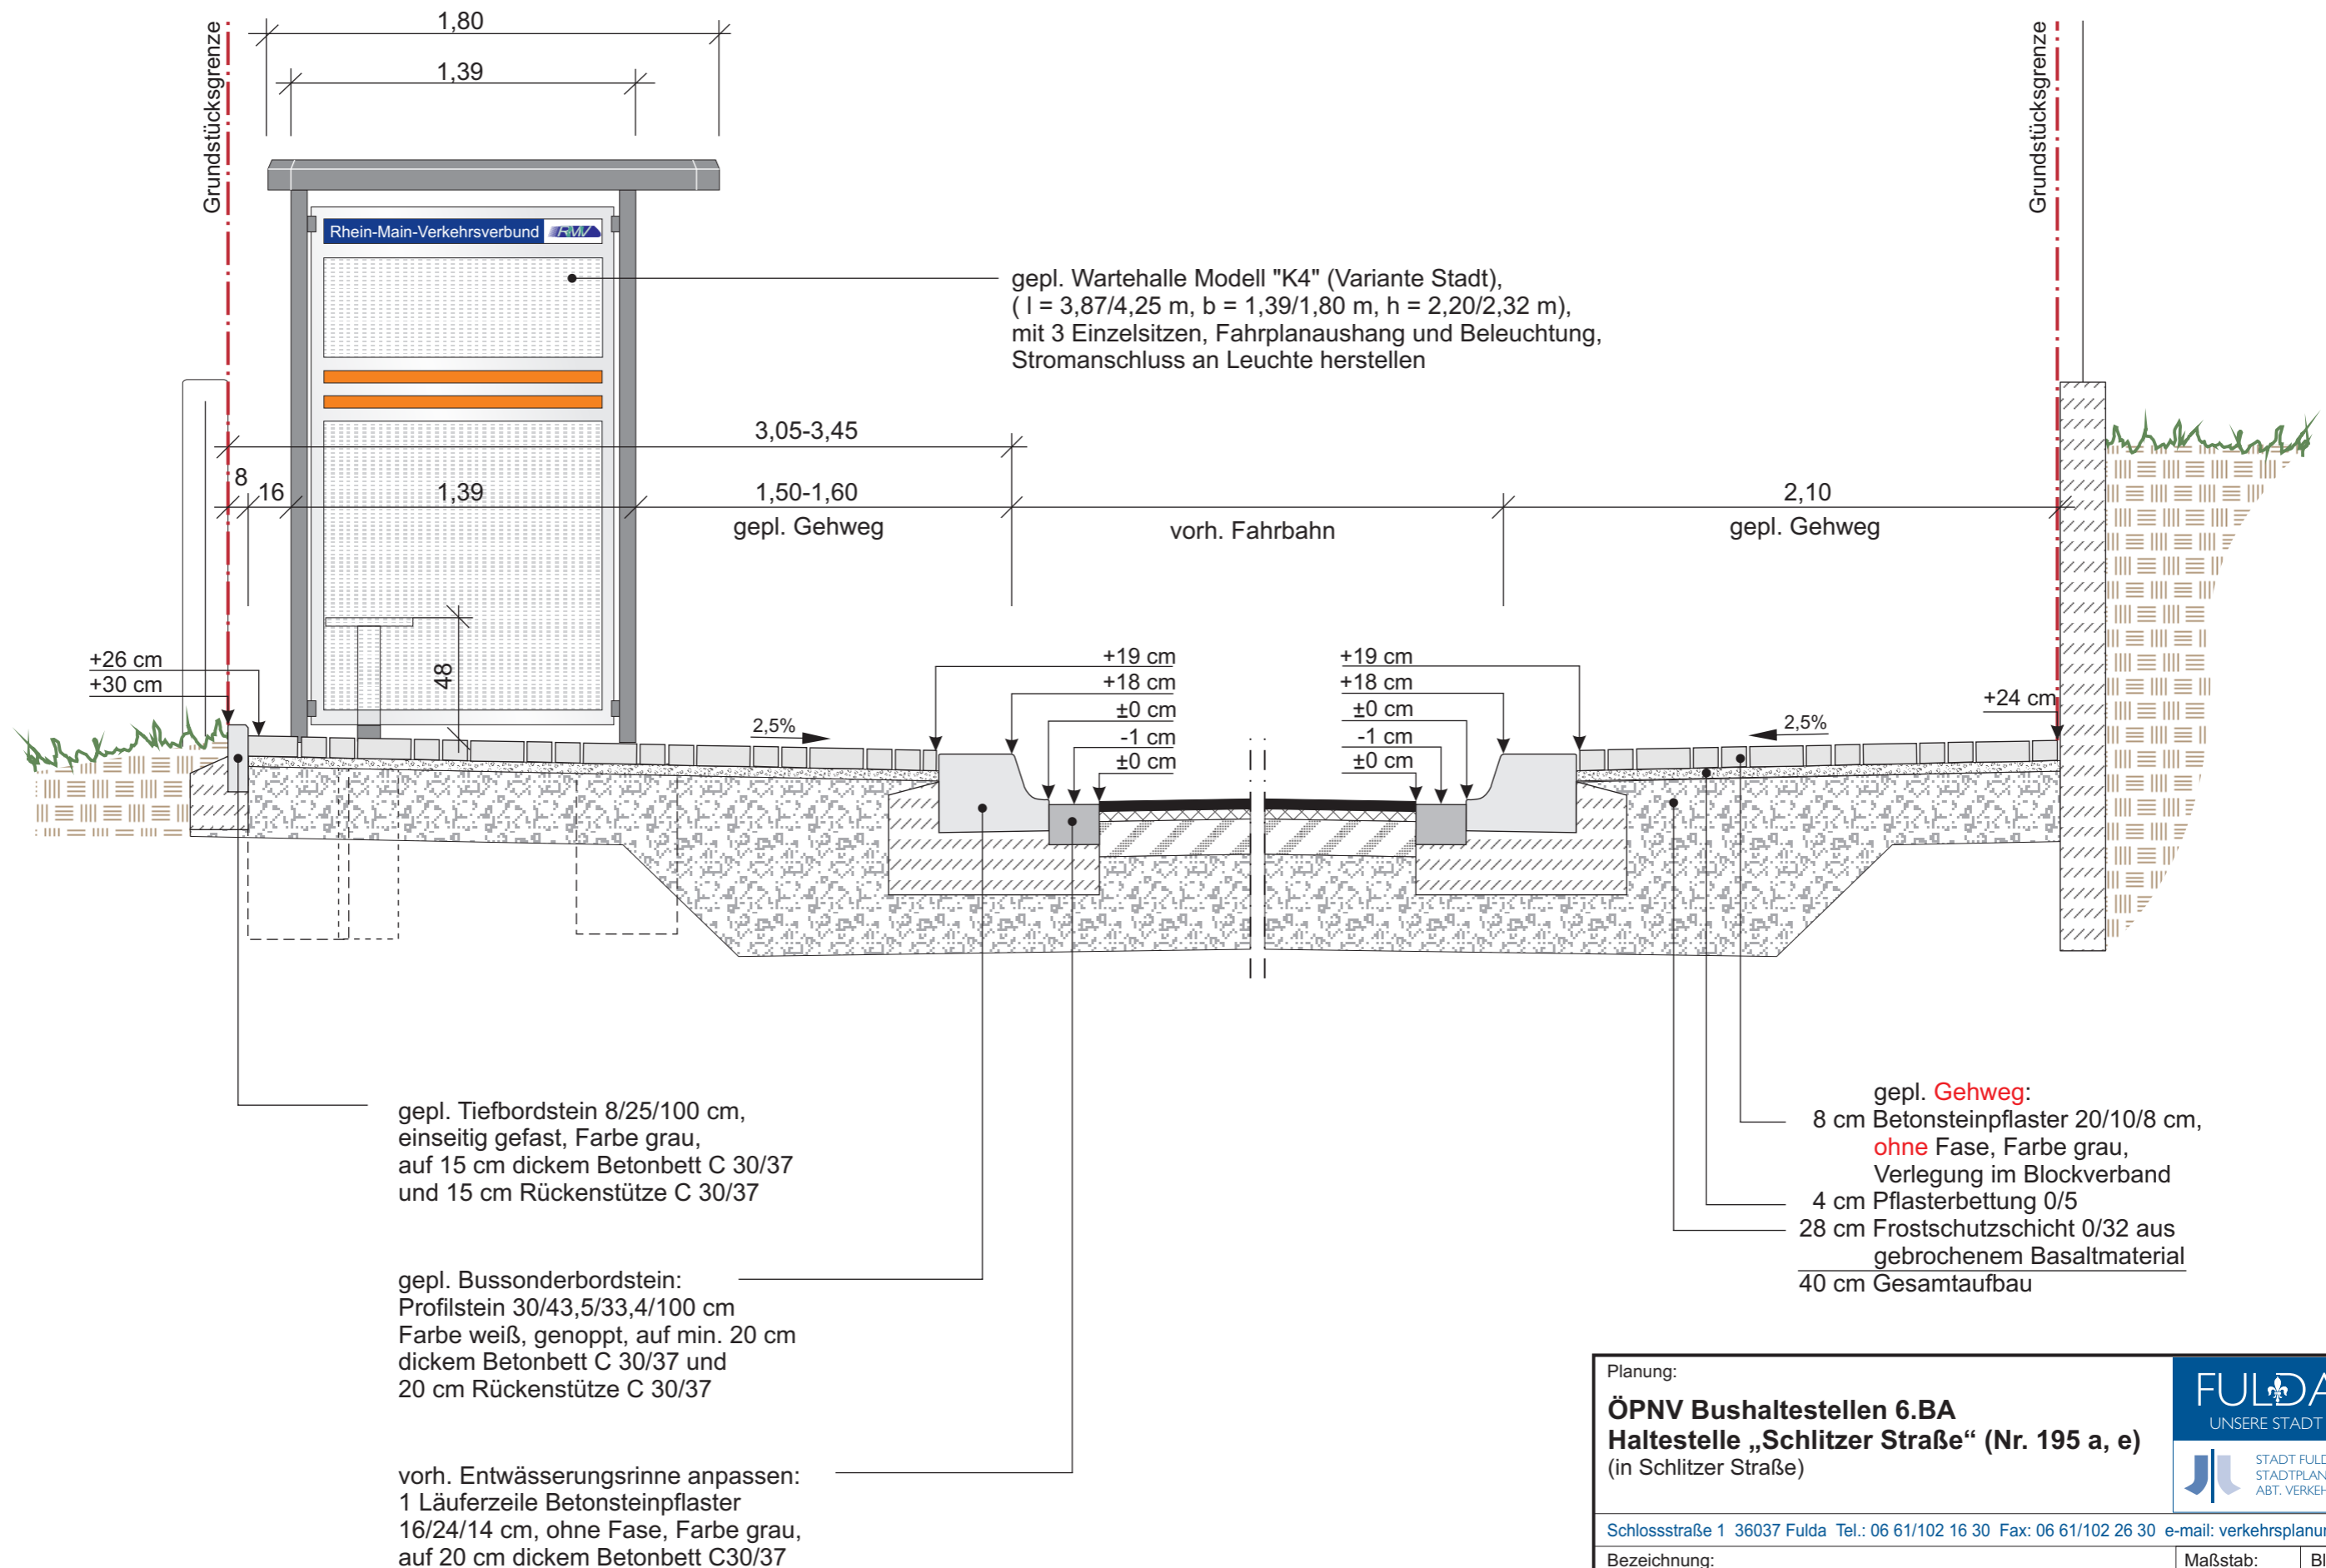 Grundstücksgrenze
1,80
1,39
Grundstücksgrenze
Rhein-Main-Verkehrsverbund RMV
gepl. Wartehalle Modell "K4" (Variante Stadt),
( l = 3,87/4,25 m, b = 1,39/1,80 m, h = 2,20/2,32 m),
mit 3 Einzelsitzen, Fahrplanaushang und Beleuchtung,
Stromanschluss an Leuchte herstellen
3,05-3,45
8
16
1,39
1,50-1,60
2,10
gepl. Gehweg
vorh. Fahrbahn
gepl. Gehweg
48
+26 cm
+30 cm
2,5%
+19 cm
+18 cm
±0 cm
-1 cm
±0 cm
+19 cm
+18 cm
±0 cm
-1 cm
±0 cm
2,5%
+24 cm
gepl. Tiefbordstein 8/25/100 cm,
einseitig gefast, Farbe grau,
auf 15 cm dickem Betonbett C 30/37
und 15 cm Rückenstütze C 30/37
gepl. Bussonderbordstein:
Profilstein 30/43,5/33,4/100 cm
Farbe weiß, genoppt, auf min. 20 cm
dickem Betonbett C 30/37 und
20 cm Rückenstütze C 30/37
vorh. Entwässerungsrinne anpassen:
1 Läuferzeile Betonsteinpflaster
16/24/14 cm, ohne Fase, Farbe grau,
auf 20 cm dickem Betonbett C30/37
gepl. Gehweg:
8 cm Betonsteinpflaster 20/10/8 cm,
ohne Fase, Farbe grau,
Verlegung im Blockverband
4 cm Pflasterbettung 0/5
28 cm Frostschutzschicht 0/32 aus
gebrochenem Basaltmaterial
40 cm Gesamtaufbau
Planung:
ÖPNV Bushaltestellen 6.BA
Haltestelle „Schlitzer Straße“ (Nr. 195 a, e)
(in Schlitzer Straße)
FULDA
UNSERE STADT
STADT FULD
STADTPLAN
ABT. VERKEH
Schlossstraße 1 36037 Fulda Tel.: 06 61/102 16 30 Fax: 06 61/102 26 30 e-mail: verkehrsplanun
Bezeichnung:
Maßstab:
Bl